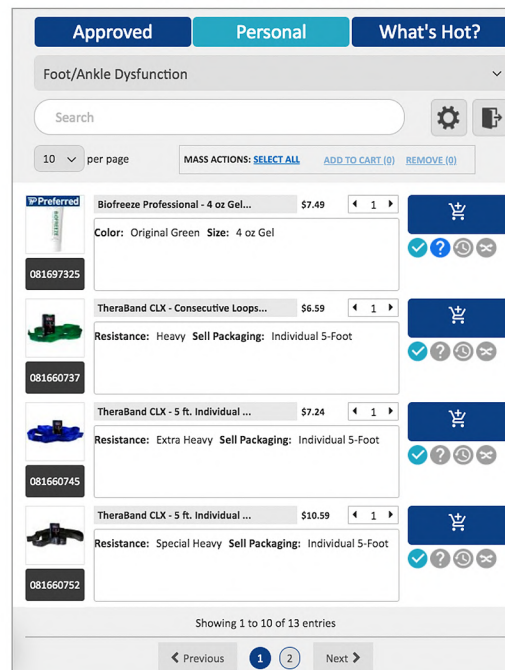 Approved Personal What's Hot?
Foot/Ankle Dysfunction
Search
10 per page MASS ACTIONS: SELECT ALL ADD TO CART (0) REMOVE (0)
Preferred
Biofreeze Professional - 4 oz Gel... $7.49 1
Color: Original Green Size: 4 oz Gel
081697325
TheraBand CLX - Consecutive Loops... $6.59 1
Resistance: Heavy Sell Packaging: Individual 5-Foot
081660737
TheraBand CLX - 5 ft. Individual ... $7.24 1
Resistance: Extra Heavy Sell Packaging: Individual 5-Foot
081660745
TheraBand CLX - 5 ft. Individual ... $10.59 1
Resistance: Special Heavy Sell Packaging: Individual 5-Foot
081660752
Showing 1 to 10 of 13 entries
Previous 1 2 Next